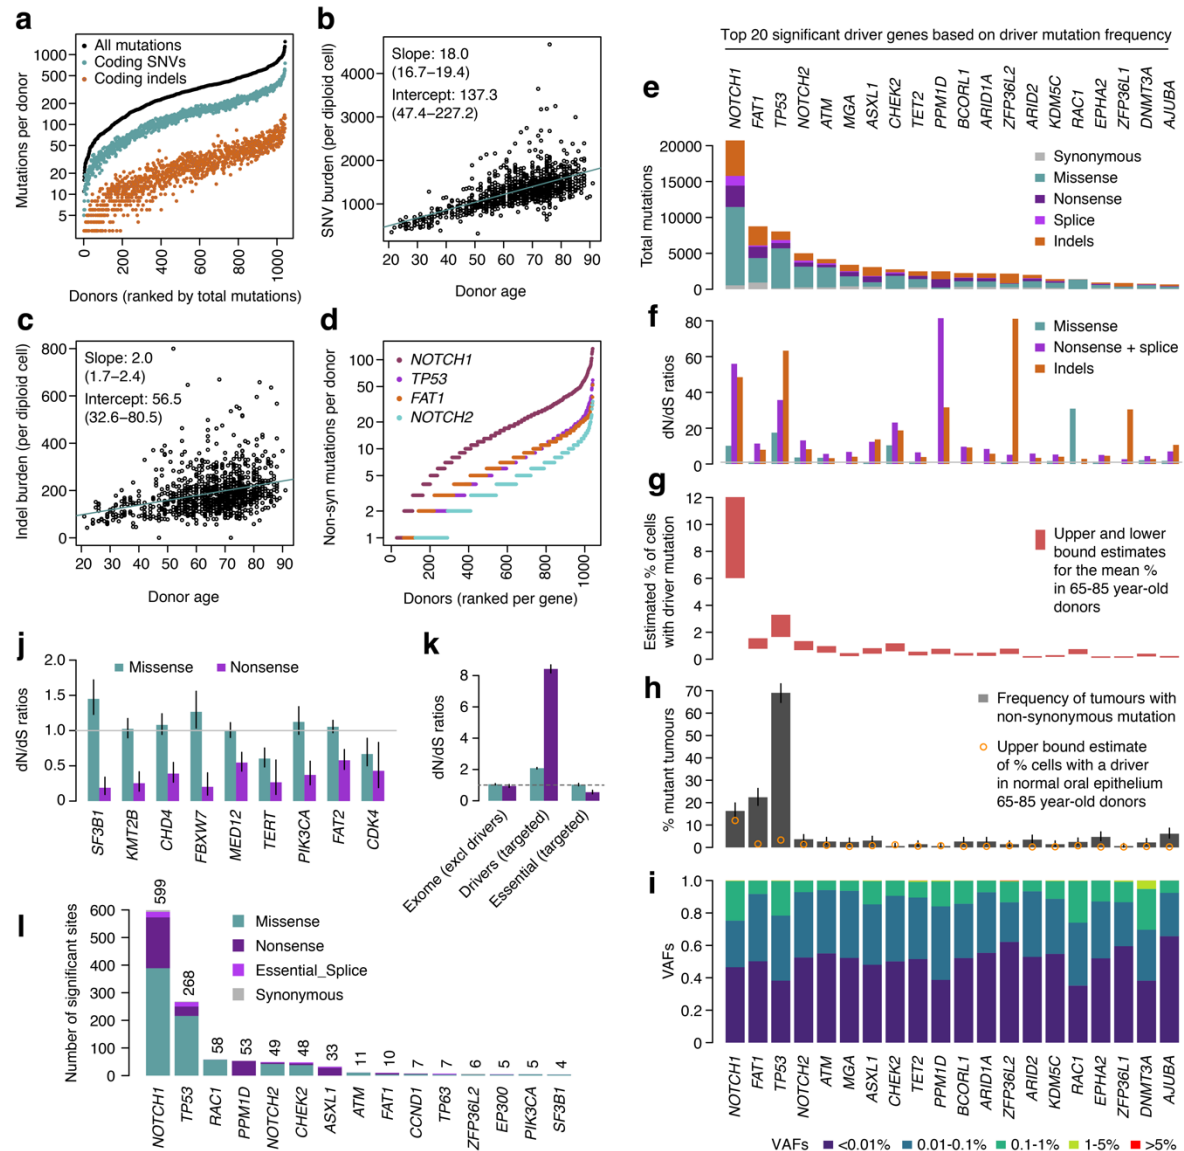 a
Mutations per donor
1000
500
200
100
50
20
10
5
All mutations
Coding SNVs
Coding indels
0
200
600
1000
Donors (ranked by total mutations)
b
SNV burden (per diploid cell)
4000
3000
2000
1000
Slope: 18.0
(16.7–19.4)
Intercept: 137.3
(47.4–227.2)
20 30 40 50 60 70 80 90
Donor age
c
Indel burden (per diploid cell)
800
600
400
200
0
Slope: 2.0
(1.7–2.4)
Intercept: 56.5
(32.6–80.5)
20 30 40 50 60 70 80 90
Donor age
d
Non-syn mutations per donor
100
50
20
10
5
2
1
NOTCH1
TP53
FAT1
NOTCH2
0
200
600
1000
Donors (ranked per gene)
Top 20 significant driver genes based on driver mutation frequency
NOTCH1
FAT1
TP53
NOTCH2
ATM
MGA
ASXL1
CHEK2
TET2
PPM1D
BCORL1
ARID1A
ZFP36L2
ARID2
KDM5C
RAC1
EPHA2
ZFP36L1
DNMT3A
AJUBA
e
Total mutations
20000
15000
10000
5000
0
Synonymous
Missense
Nonsense
Splice
Indels
f
dN/dS ratios
80
60
40
20
0
Missense
Nonsense + splice
Indels
g
Estimated % of cells
with driver mutation
12
10
8
6
4
2
0
Upper and lower
bound estimates
for the mean %
in 65-85 year-old
donors
h
% mutant tumours
70
60
50
40
30
20
10
0
Frequency of tumours with
non-synonymous mutation
Upper bound estimate
of % cells with a driver
in normal oral epithelium
65-85 year-old donors
i
VAFs
1.0
0.8
0.6
0.4
0.2
0
NOTCH1
FAT1
TP53
NOTCH2
ATM
MGA
ASXL1
CHEK2
TET2
PPM1D
BCORL1
ARID1A
ZFP36L2
ARID2
KDM5C
RAC1
EPHA2
ZFP36L1
DNMT3A
AJUBA
VAFs <0.01% 0.01-0.1% 0.1-1% 1-5% >5%
j
dN/dS ratios
2.0
1.5
1.0
0.5
0
Missense Nonsense
SF3B1
KMT2B
CHD4
FBXW7
MED12
TERT
PIK3CA
FAT2
CDK4
k
dN/dS ratios
8
6
4
2
0
Exome (excl drivers)
Drivers (targeted)
Essential (targeted)
l
Number of significant sites
600
500
400
300
200
100
0
Missense
Nonsense
Essential_Splice
Synonymous
599
268
58
53
49
48
33
11
10
7
7
6
5
5
4
NOTCH1
TP53
RAC1
PPM1D
NOTCH2
CHEK2
ASXL1
ATM
FAT1
CCND1
TP63
ZFP36L2
EP300
PIK3CA
SF3B1